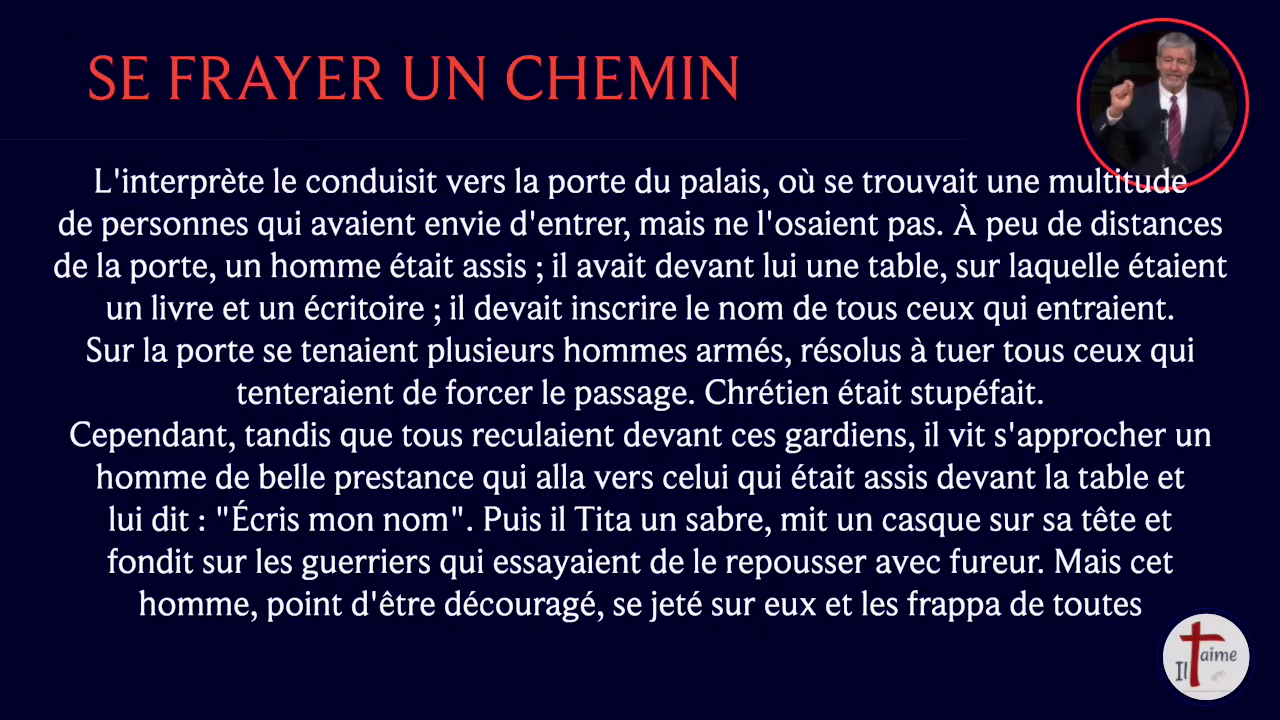 SE FRAYER UN CHEMIN
L'interprète le conduisit vers la porte du palais, où se trouvait une multitude
de personnes qui avaient envie d'entrer, mais ne l'osaient pas. À peu de distances
de la porte, un homme était assis ; il avait devant lui une table, sur laquelle étaient
un livre et un écritoire ; il devait inscrire le nom de tous ceux qui entraient.
Sur la porte se tenaient plusieurs hommes armés, résolus à tuer tous ceux qui
tenteraient de forcer le passage. Chrétien était stupéfait.
Cependant, tandis que tous reculaient devant ces gardiens, il vit s'approcher un
homme de belle prestance qui alla vers celui qui était assis devant la table et
lui dit : "Écris mon nom". Puis il Tita un sabre, mit un casque sur sa tête et
fondit sur les guerriers qui essayaient de le repousser avec fureur. Mais cet
homme, point d'être découragé, se jeté sur eux et les frappa de toutes
Il t aime